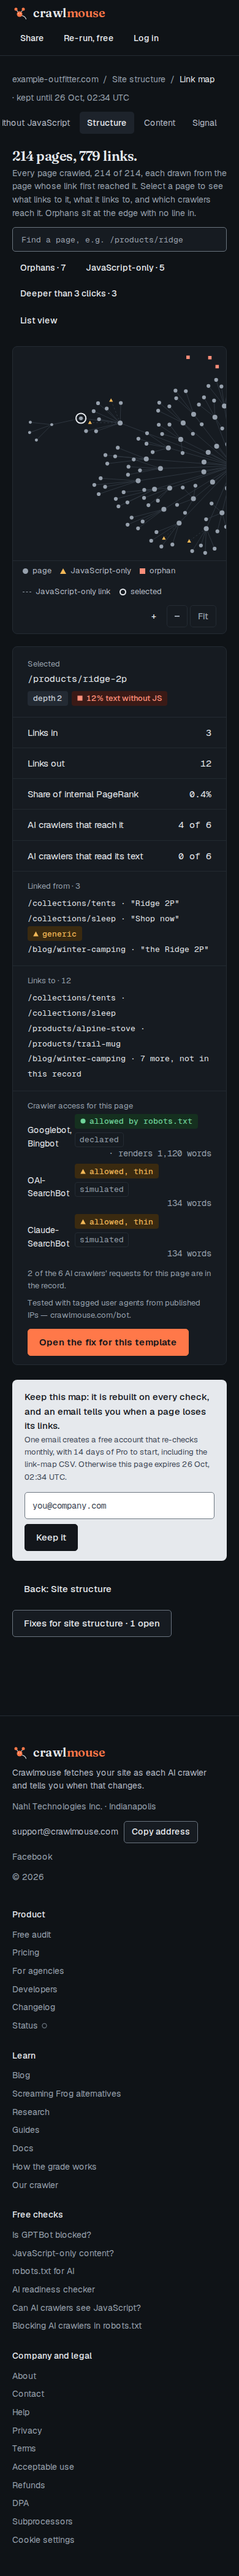 crawlmouse
Share Re-run, free Log in
example-outfitter.com / Site structure / Link map
· kept until 26 Oct, 02:34 UTC
ithout JavaScript Structure Content Signal
214 pages, 779 links.
Every page crawled, 214 of 214, each drawn from the
page whose link first reached it. Select a page to see
what links to it, what it links to, and which crawlers
reach it. Orphans sit at the edge with no line in.
Find a page, e.g. /products/ridge
Orphans · 7 JavaScript-only · 5
Deeper than 3 clicks · 3
List view
page JavaScript-only orphan
JavaScript-only link selected
+ − Fit
Selected
/products/ridge-2p
depth 2 12% text without JS
Links in 3
Links out 12
Share of internal PageRank 0.4%
AI crawlers that reach it 4 of 6
AI crawlers that read its text 0 of 6
Linked from · 3
/collections/tents · "Ridge 2P"
/collections/sleep · "Shop now"
generic
/blog/winter-camping · "the Ridge 2P"
Links to · 12
/collections/tents ·
/collections/sleep
/products/alpine-stove ·
/products/trail-mug
/blog/winter-camping · 7 more, not in
this record
Crawler access for this page
Googlebot,
Bingbot
allowed by robots.txt
declared
· renders 1,120 words
OAI-
SearchBot
allowed, thin
simulated
134 words
Claude-
SearchBot
allowed, thin
simulated
134 words
2 of the 6 AI crawlers' requests for this page are in
the record.
Tested with tagged user agents from published
IPs — crawlmouse.com/bot.
Open the fix for this template
Keep this map: it is rebuilt on every check,
and an email tells you when a page loses
its links.
One email creates a free account that re-checks
monthly, with 14 days of Pro to start, including the
link-map CSV. Otherwise this page expires 26 Oct,
02:34 UTC.
you@company.com
Keep it
Back: Site structure
Fixes for site structure · 1 open
crawlmouse
Crawlmouse fetches your site as each AI crawler
and tells you when that changes.
Nahl Technologies Inc. · Indianapolis
support@crawlmouse.com Copy address
Facebook
© 2026
Product
Free audit
Pricing
For agencies
Developers
Changelog
Status
Learn
Blog
Screaming Frog alternatives
Research
Guides
Docs
How the grade works
Our crawler
Free checks
Is GPTBot blocked?
JavaScript-only content?
robots.txt for AI
AI readiness checker
Can AI crawlers see JavaScript?
Blocking AI crawlers in robots.txt
Company and legal
About
Contact
Help
Privacy
Terms
Acceptable use
Refunds
DPA
Subprocessors
Cookie settings